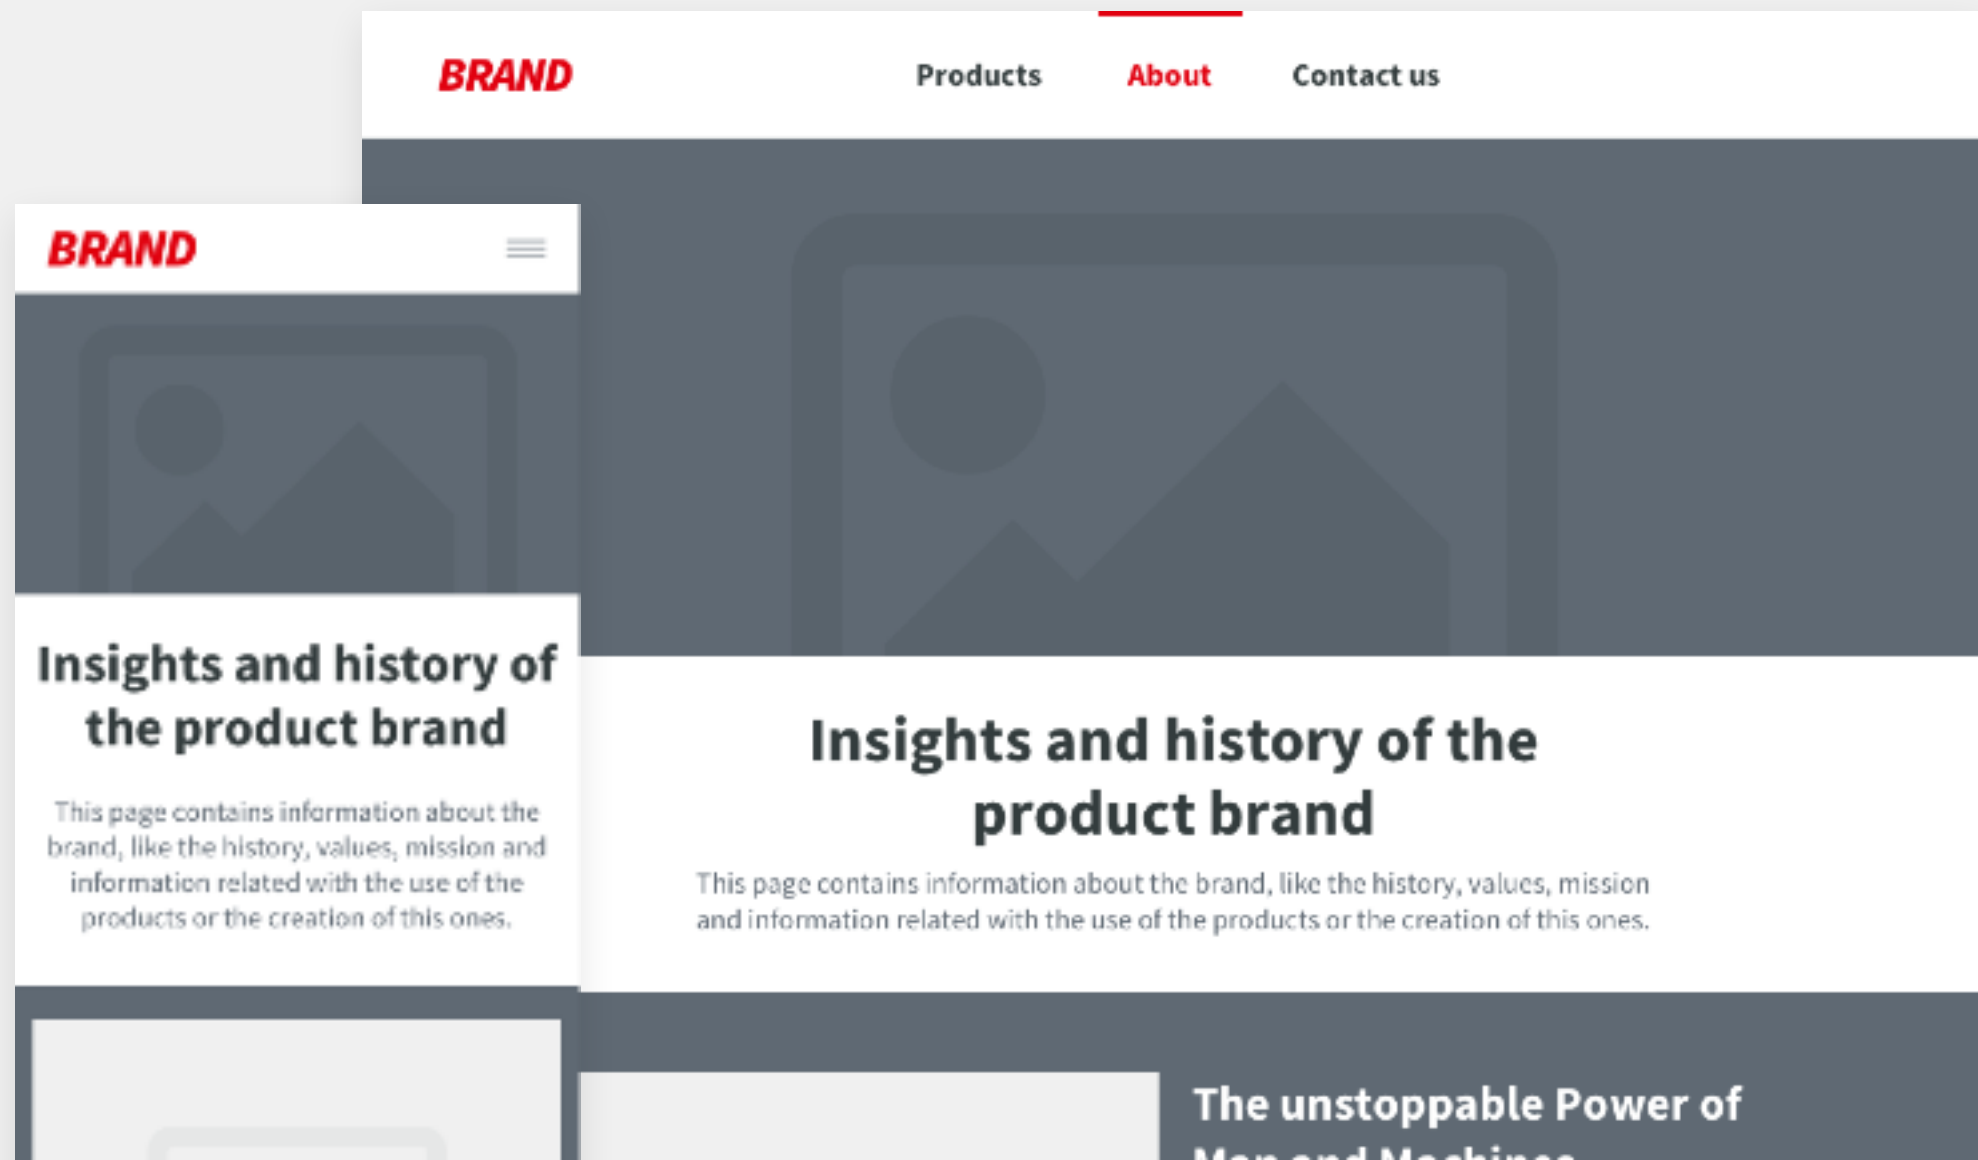 BRAND
Products
About
Contact us
BRAND
Insights and history of
the product brand
This page contains information about the
brand, like the history, values, mission and
information related with the use of the
products or the creation of this ones.
Insights and history of the
product brand
This page contains information about the brand, like the history, values, mission
and information related with the use of the products or the creation of this ones.
The unstoppable Power of
Man and Machines